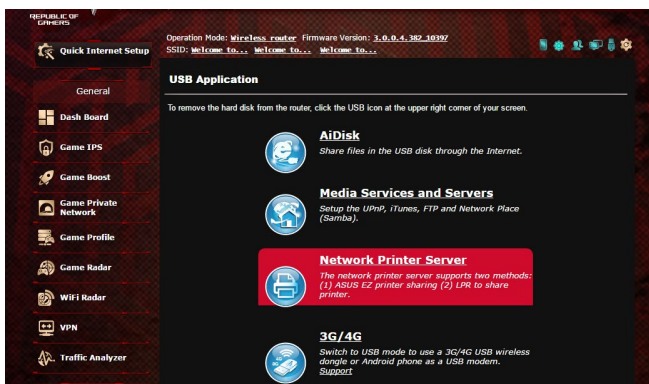 REPUBLIC OF
GAMERS
Quick Internet Setup
Operation Mode: Wireless router Firmware Version: 3.0.0.4.382_10397
SSID: Welcome to... Welcome to... Welcome to...
General
Dash Board
Game IPS
Game Boost
Game Private
Network
Game Profile
Game Radar
WiFi Radar
VPN
Traffic Analyzer
USB Application
To remove the hard disk from the router, click the USB icon at the upper right corner of your screen.
AiDisk
Share files in the USB disk through the Internet.
Media Services and Servers
Setup the UPnP, iTunes, FTP and Network Place
(Samba).
Network Printer Server
The network printer server supports two methods:
(1) ASUS EZ printer sharing (2) LPR to share
printer.
3G/4G
Switch to USB mode to use a 3G/4G USB wireless
dongle or Android phone as a USB modem.
Support